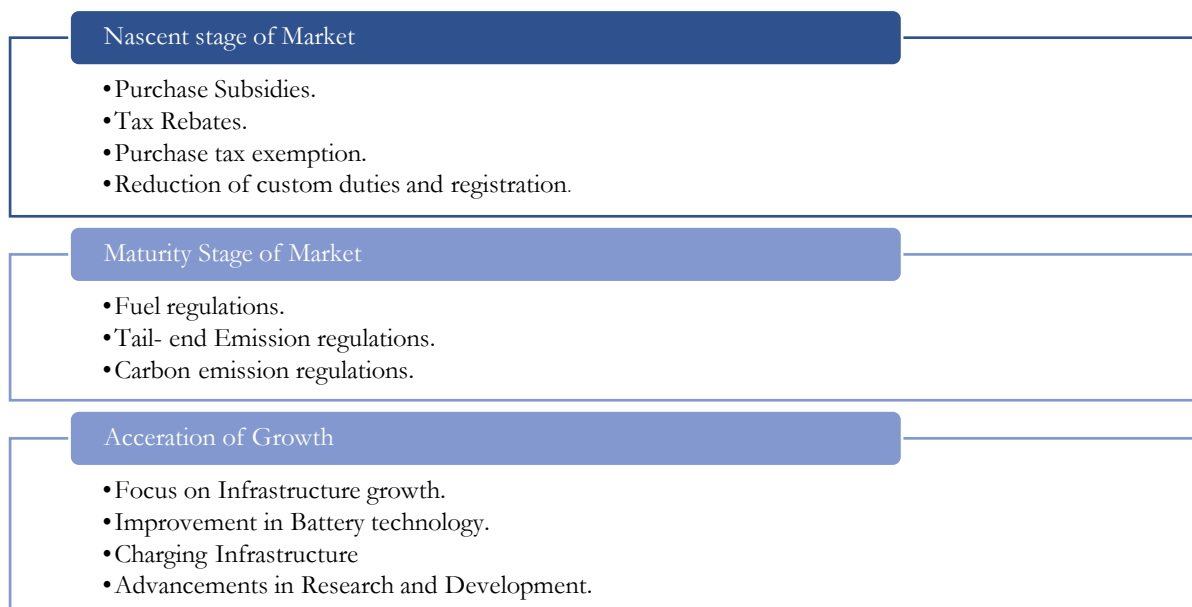 Nascent stage of Market
•Purchase Subsidies.
•Tax Rebates.
•Purchase tax exemption.
•Reduction of custom duties and registration.
Maturity Stage of Market
•Fuel regulations.
•Tail- end Emission regulations.
•Carbon emission regulations.
Acceration of Growth
•Focus on Infrastructure growth.
•Improvement in Battery technology.
•Charging Infrastructure
•Advancements in Research and Development.